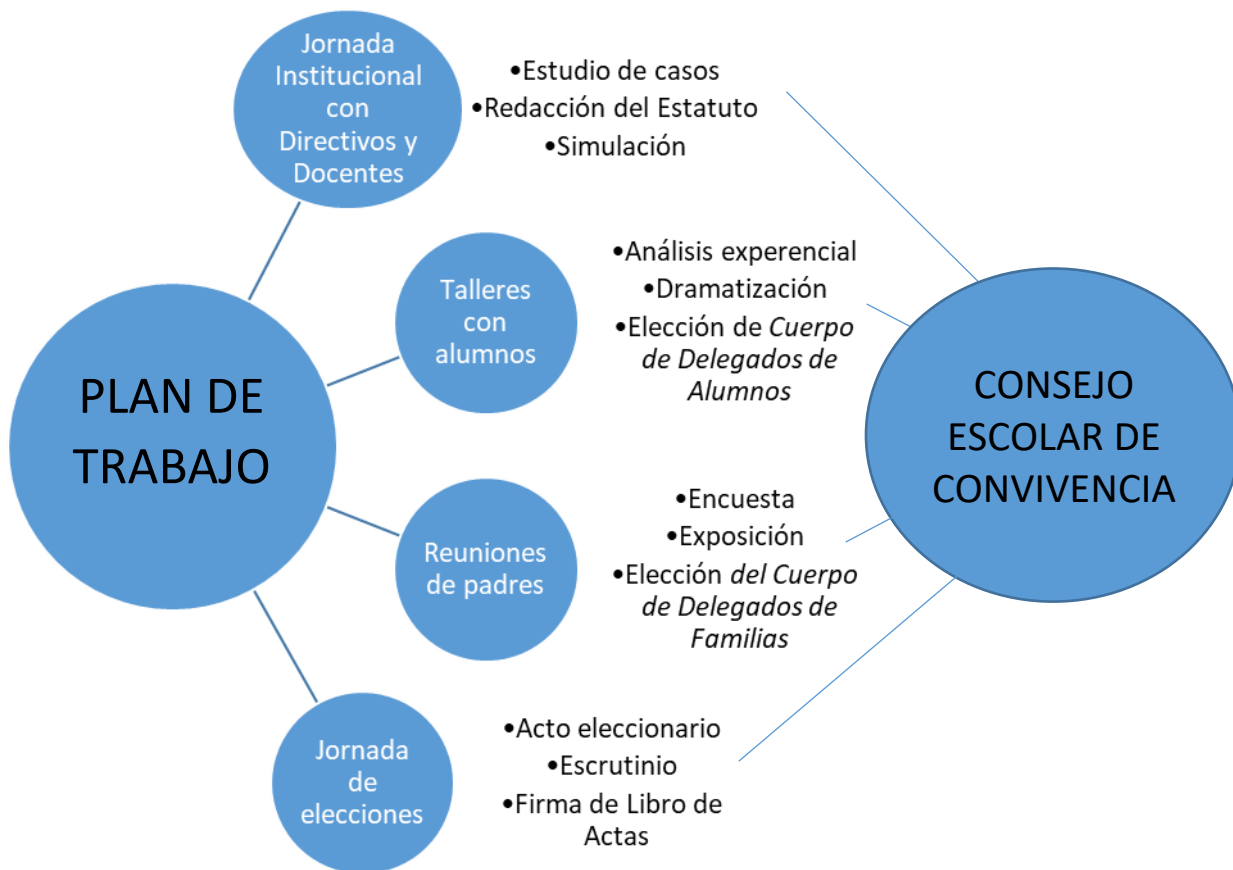 Jornada
Institucional
con
Directivos y
Docentes
•Estudio de casos
•Redacción del Estatuto
•Simulación
Talleres
con
alumnos
•Análisis experencial
•Dramatización
•Elección de Cuerpo
de Delegados de
Alumnos
PLAN DE
TRABAJO
CONSEJO
ESCOLAR DE
CONVIVENCIA
Reuniones
de padres
•Encuesta
•Exposición
•Elección del Cuerpo
de Delegados de
Familias
Jornada
de
elecciones
•Acto eleccionario
•Escrutinio
•Firma de Libro de
Actas